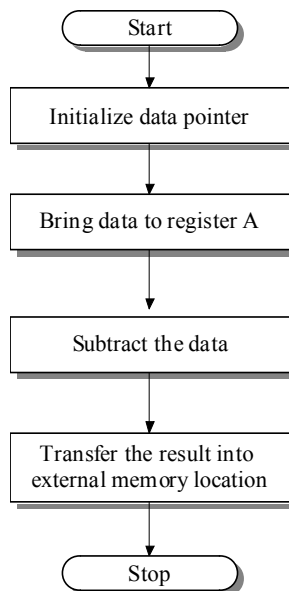 Start
Initialize data pointer
Bring data to register A
Subtract the data
Transfer the result into
external memory location
Stop